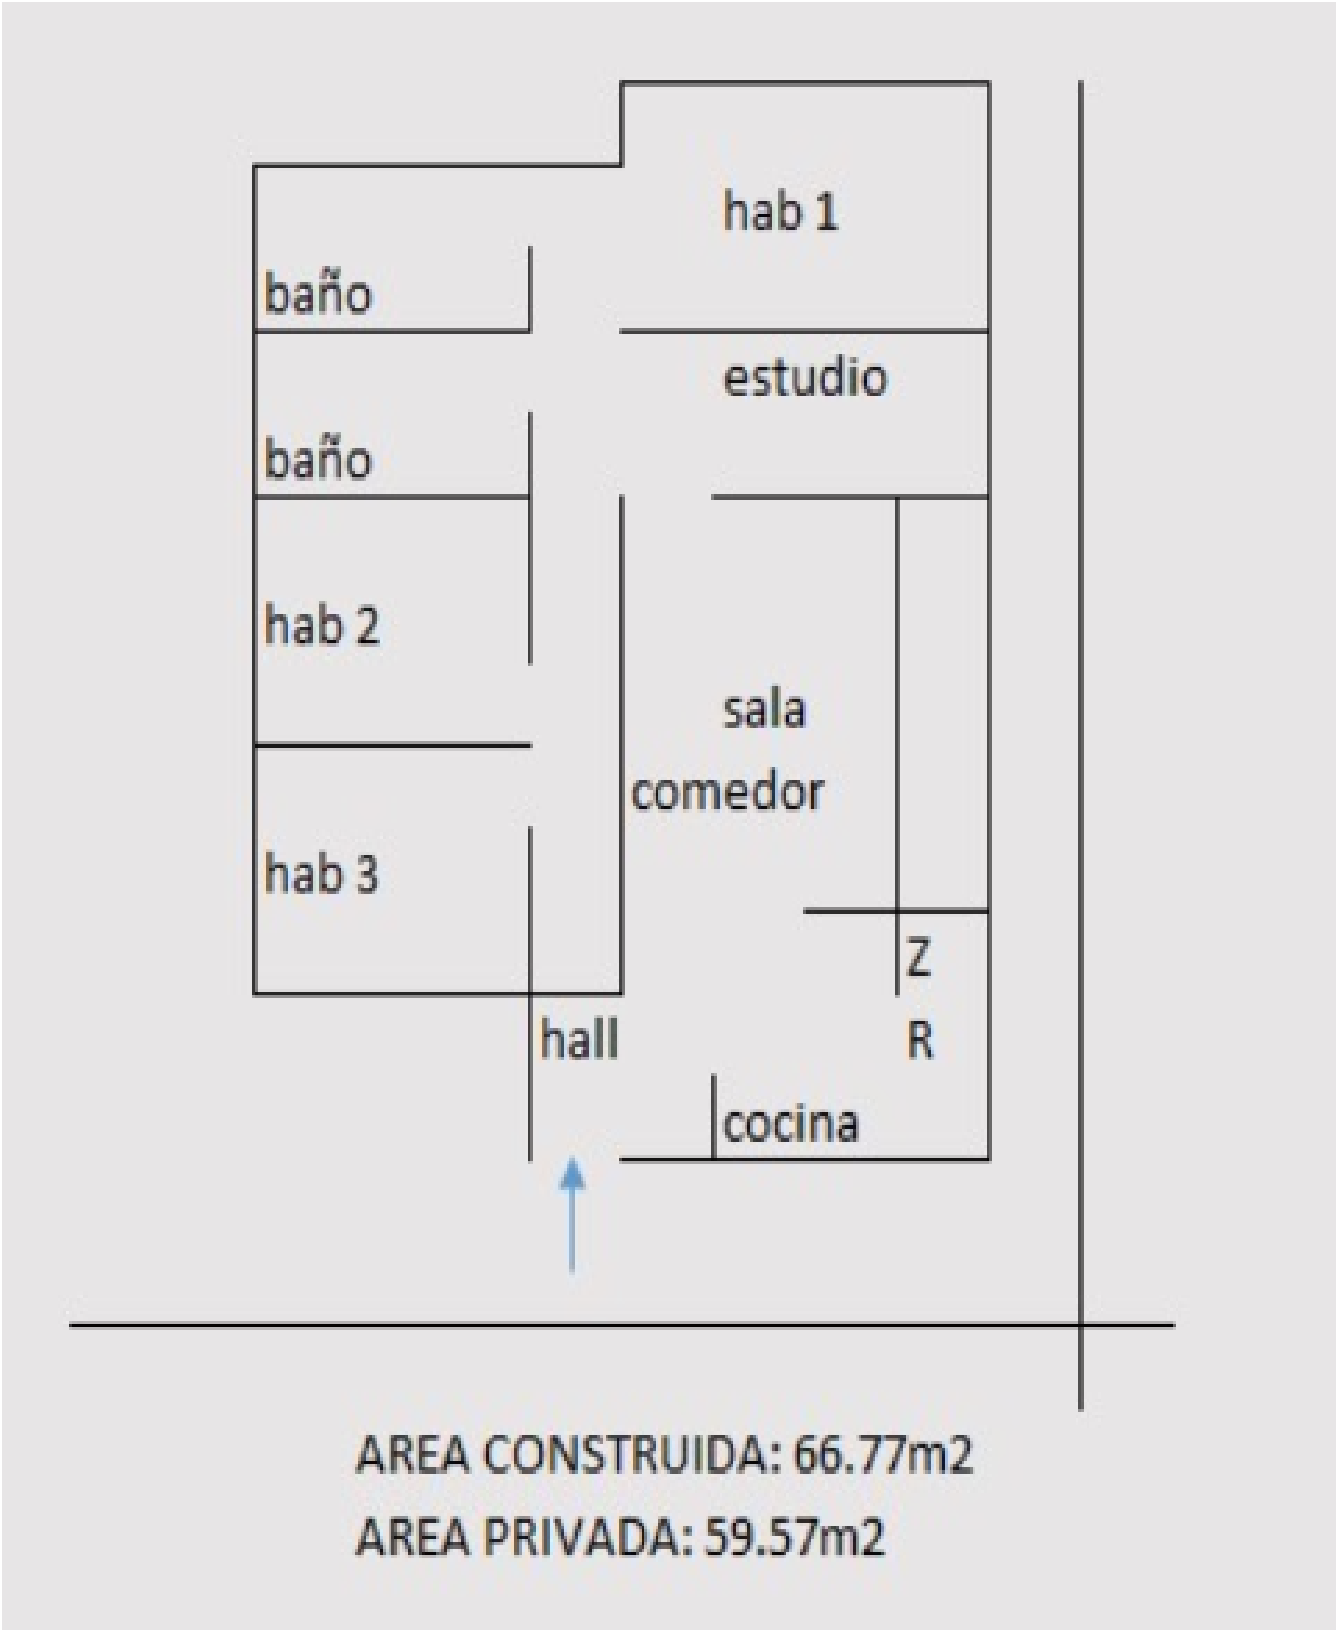 hab 1
baño
estudio
baño
hab 2
sala
comedor
hab 3
Z
hall
R
cocina
AREA CONSTRUIDA: 66.77m2
AREA PRIVADA: 59.57m2